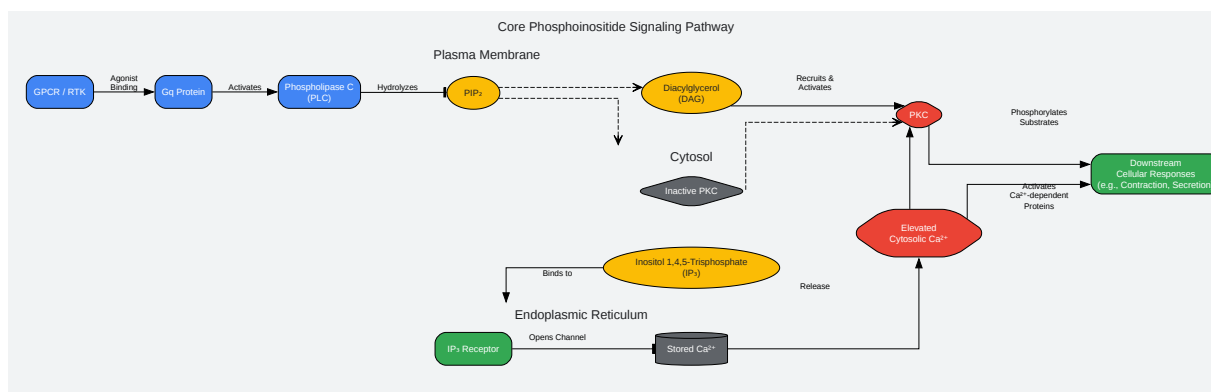 Core Phosphoinositide Signaling Pathway
Plasma Membrane
GPCR / RTK
Agonist
Binding
Gq Protein
Activates
Phospholipase C
(PLC)
Hydrolyzes
PIP₂
Diacylglycerol
(DAG)
Recruits &
Activates
PKC
Phosphorylates
Substrates
Cytosol
Inactive PKC
Downstream
Cellular Responses
(e.g., Contraction, Secretion
Activates
Ca²⁺-dependent
Proteins
Elevated
Cytosolic Ca²⁺
Inositol 1,4,5-Trisphosphate
(IP₃)
Binds to
Release
Endoplasmic Reticulum
IP₃ Receptor
Opens Channel
Stored Ca²⁺